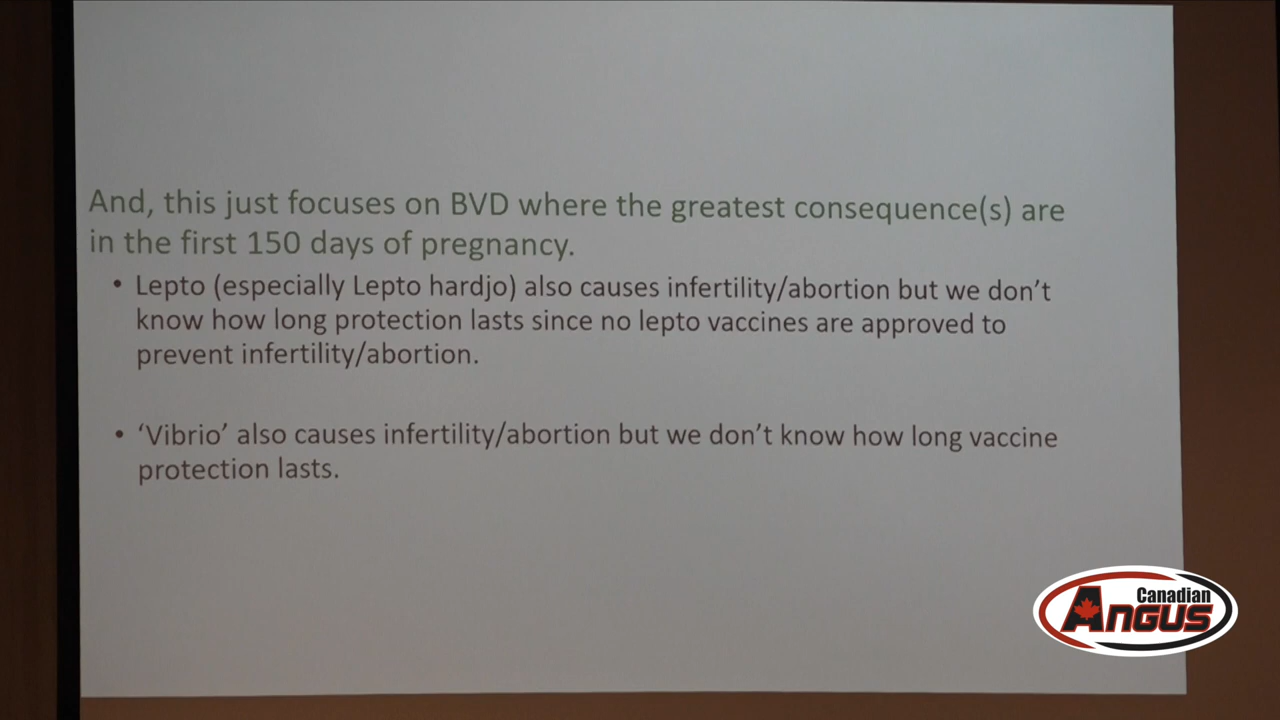 And, this just focuses on BVD where the greatest consequence(s) are
in the first 150 days of pregnancy.
• Lepto (especially Lepto hardjo) also causes infertility/abortion but we don’t
know how long protection lasts since no lepto vaccines are approved to
prevent infertility/abortion.
• ‘Vibrio’ also causes infertility/abortion but we don’t know how long vaccine
protection lasts.
Canadian
ANGUS